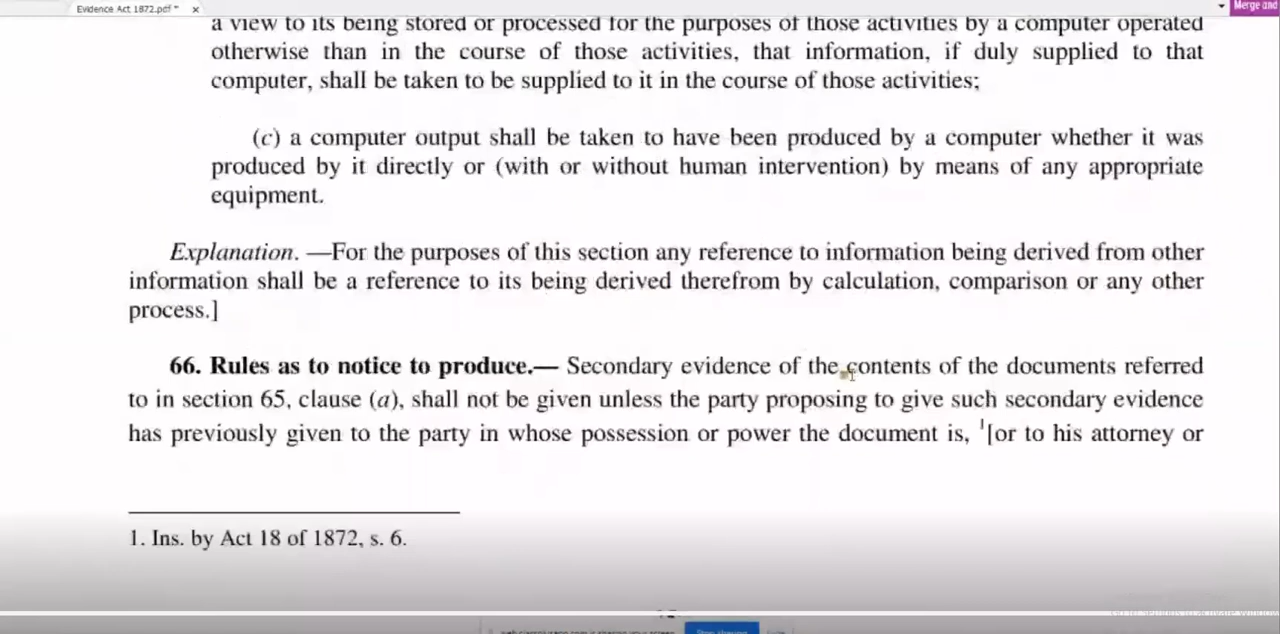 Evidence Act 1872.pdf * x
Merge and
a view to its being stored or processed for the purposes of those activities by a computer operated
otherwise than in the course of those activities, that information, if duly supplied to that
computer, shall be taken to be supplied to it in the course of those activities;
(c) a computer output shall be taken to have been produced by a computer whether it was
produced by it directly or (with or without human intervention) by means of any appropriate
equipment.
Explanation. —For the purposes of this section any reference to information being derived from other
information shall be a reference to its being derived therefrom by calculation, comparison or any other
process.]
66. Rules as to notice to produce.— Secondary evidence of the contents of the documents referred
to in section 65, clause (a), shall not be given unless the party proposing to give such secondary evidence
has previously given to the party in whose possession or power the document is, ¹[or to his attorney or
1. Ins. by Act 18 of 1872, s. 6.